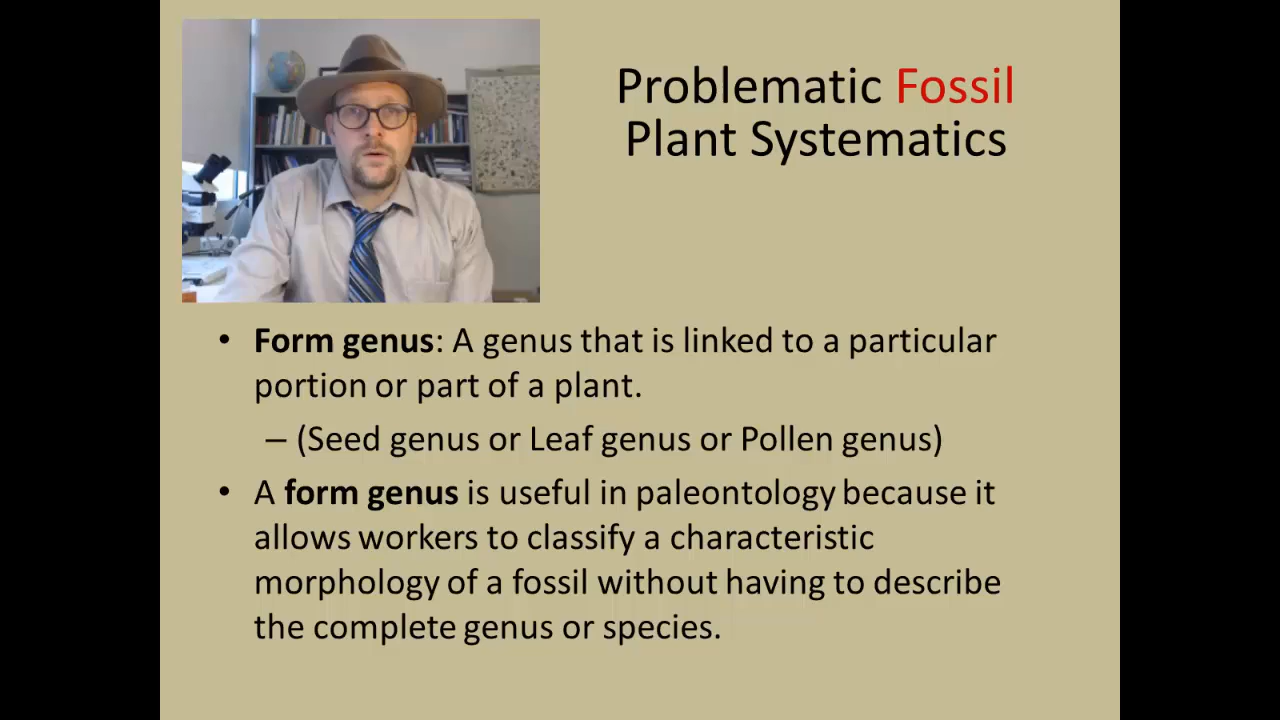 Problematic Fossil
Plant Systematics
• Form genus: A genus that is linked to a particular
portion or part of a plant.
– (Seed genus or Leaf genus or Pollen genus)
• A form genus is useful in paleontology because it
allows workers to classify a characteristic
morphology of a fossil without having to describe
the complete genus or species.